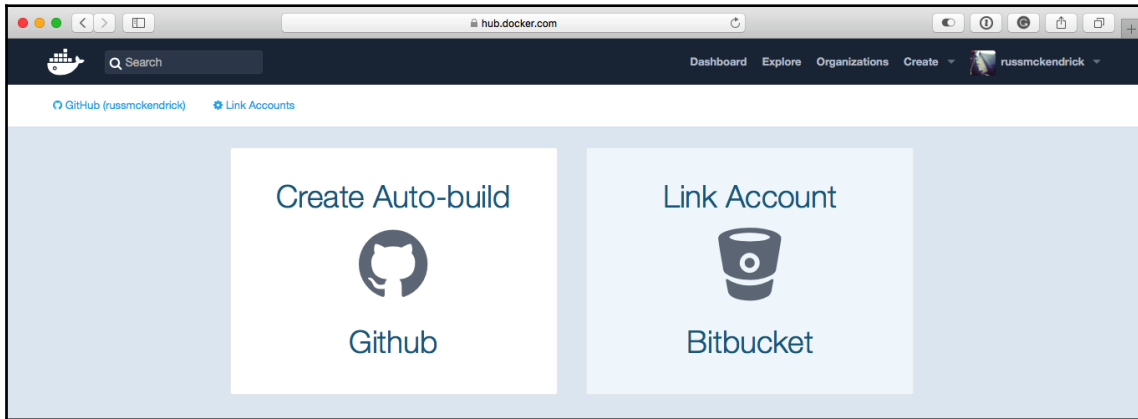 hub.docker.com
Search
Dashboard Explore Organizations Create russmckendrick
GitHub (russmckendrick) Link Accounts
Create Auto-build
Github
Link Account
Bitbucket